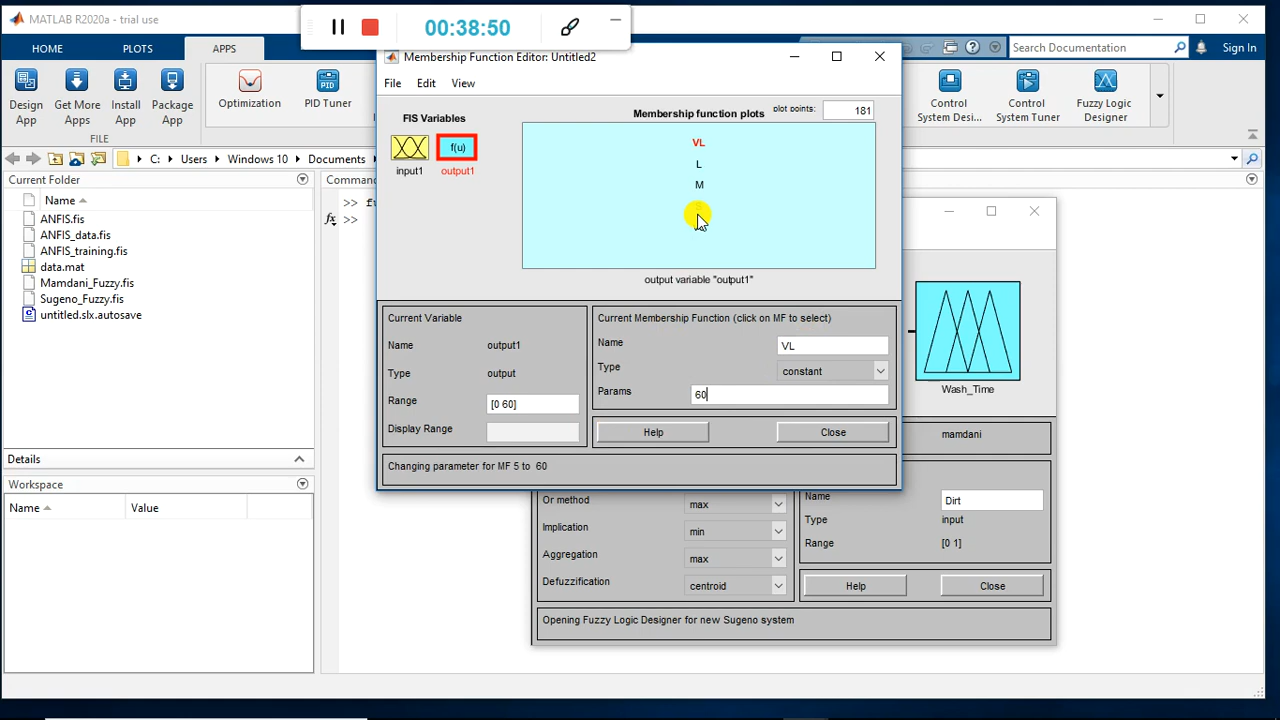 MATLAB R2020a - trial use
00:38:50
HOME
PLOTS
APPS
Search Documentation
Sign In
Design App
Get More Apps
Install App
Package App
Optimization
PID Tuner
Control System Desi...
Control System Tuner
Fuzzy Logic Designer
FILE
C:
Users
Windows 10
Documents
Current Folder
Name
ANFIS.fis
ANFIS_data.fis
ANFIS_training.fis
data.mat
Mamdani_Fuzzy.fis
Sugeno_Fuzzy.fis
untitled.slx.autosave
Details
Workspace
Name
Value
>>
fx >>
Membership Function Editor: Untitled2
File
Edit
View
FIS Variables
Membership function plots
plot points:
181
f(u)
input1
output1
VL
L
M
output variable "output1"
Current Variable
Name
output1
Type
output
Range
[0 60]
Display Range
Current Membership Function (click on MF to select)
Name
VL
Type
constant
Params
60
Help
Close
Changing parameter for MF 5 to 60
Wash_Time
mamdani
Or method
max
Implication
min
Aggregation
max
Defuzzification
centroid
Name
Dirt
Type
input
Range
[0 1]
Help
Close
Opening Fuzzy Logic Designer for new Sugeno system